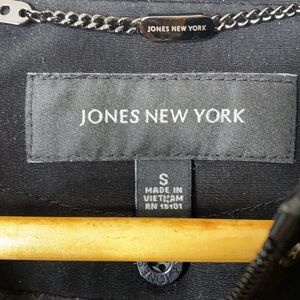 JONES NEW YORK
JONES NEW YORK
S
MADE IN
VIETNAM
RN 15101